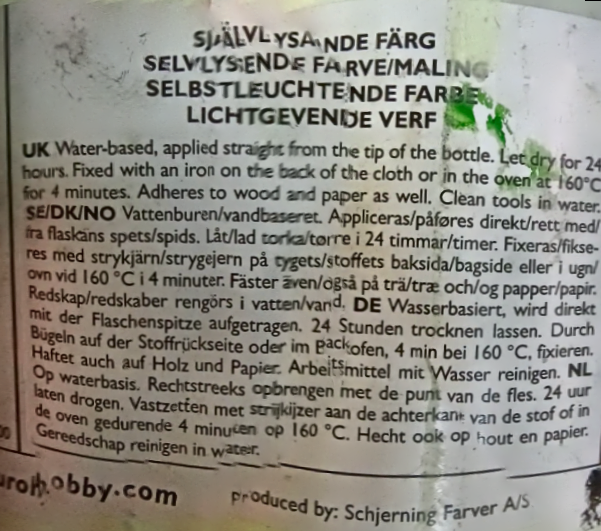 SJÄLVLYSANDE FÄRG
SELVLYSENDE FARVE/MALING
SELBSTLEUCHTENDE FARBE
LICHTGEVENDE VERF
UK Water-based, applied straight from the tip of the bottle. Let dry for 24
hours. Fixed with an iron on the back of the cloth or in the oven at 160°C
for 4 minutes. Adheres to wood and paper as well. Clean tools in water.
SE/DK/NO Vattenburen/vandbaseret. Appliceras/påføres direkt/rett med/
fra flaskans spets/spids. Låt/lad torka/tørre i 24 timmar/timer. Fixeras/fikse-
res med strykjärn/strygejern på tygets/stoffets baksida/bagside eller i ugn/
ovn vid 160 °C i 4 minuter. Fäster även/også på trä/træ och/og papper/papir.
Redskap/redskaber rengörs i vatten/vand. DE Wasserbasiert, wird direkt
mit der Flaschenspitze aufgetragen. 24 Stunden trocknen lassen. Durch
Bügeln auf der Stoffrückseite oder im Backofen, 4 min bei 160 °C, fixieren.
Haftet auch auf Holz und Papier. Arbeitsmittel mit Wasser reinigen. NL
Op waterbasis. Rechtstreeks opbrengen met de punt van de fles. 24 uur
laten drogen. Vastzetten met strijkijzer aan de achterkant van de stof of in
de oven gedurende 4 minuten op 160 °C. Hecht ook op hout en papier.
Gereedschap reinigen in water.
hobby.com
produced by: Schjerning Farver A/S